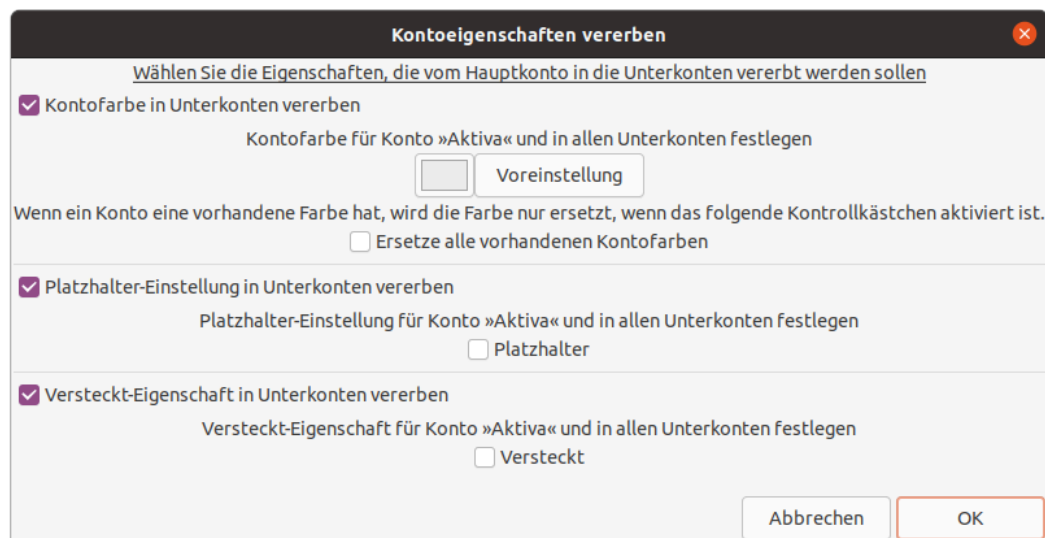 Kontoeigenschaften vererben
Wählen Sie die Eigenschaften, die vom Hauptkonto in die Unterkonten vererbt werden sollen
Kontofarbe in Unterkonten vererben
Kontofarbe für Konto »Aktiva« und in allen Unterkonten festlegen
Voreinstellung
Wenn ein Konto eine vorhandene Farbe hat, wird die Farbe nur ersetzt, wenn das folgende Kontrollkästchen aktiviert ist.
Ersetze alle vorhandenen Kontofarben
Platzhalter-Einstellung in Unterkonten vererben
Platzhalter-Einstellung für Konto »Aktiva« und in allen Unterkonten festlegen
Platzhalter
Versteckt-Eigenschaft in Unterkonten vererben
Versteckt-Eigenschaft für Konto »Aktiva« und in allen Unterkonten festlegen
Versteckt
Abbrechen OK